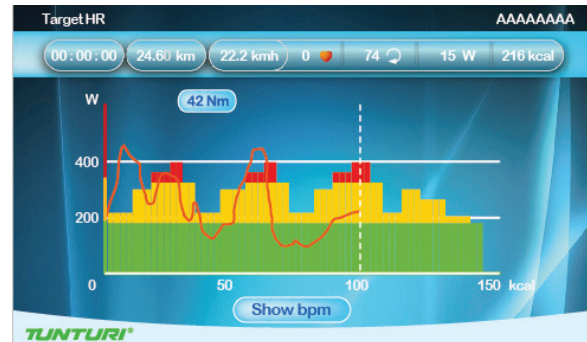 Target HR AAAAAAAA
00:00:00 24.60 km 22.2 kmh 0 74 15 W 216 kcal
W 42 Nm
400
200
0 50 100 150 kcal
Show bpm
TUNTURI®